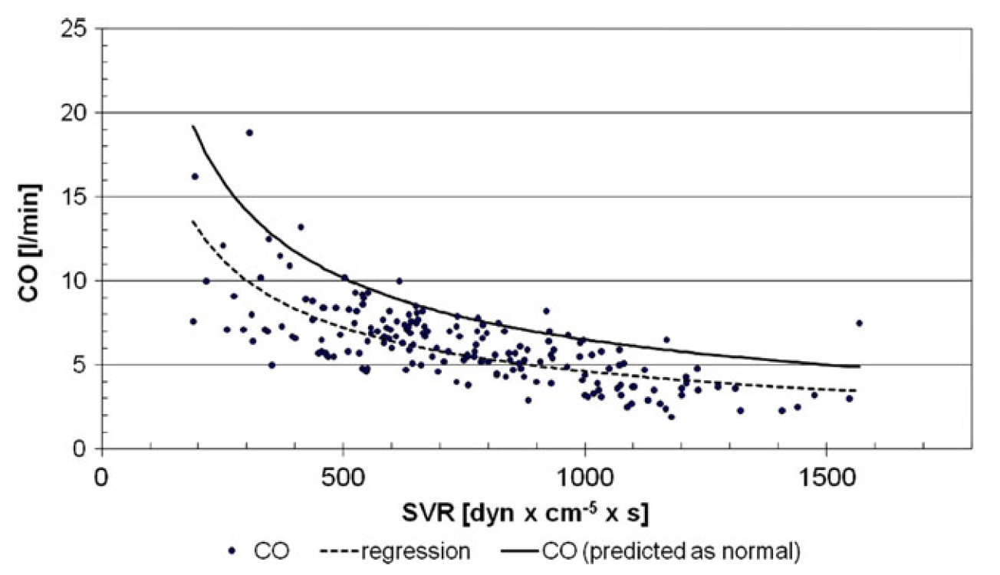 25
20
15
10
5
0
CO [l/min]
0 500 1000 1500
SVR [dyn x cm⁻⁵ x s]
CO regression CO (predicted as normal)